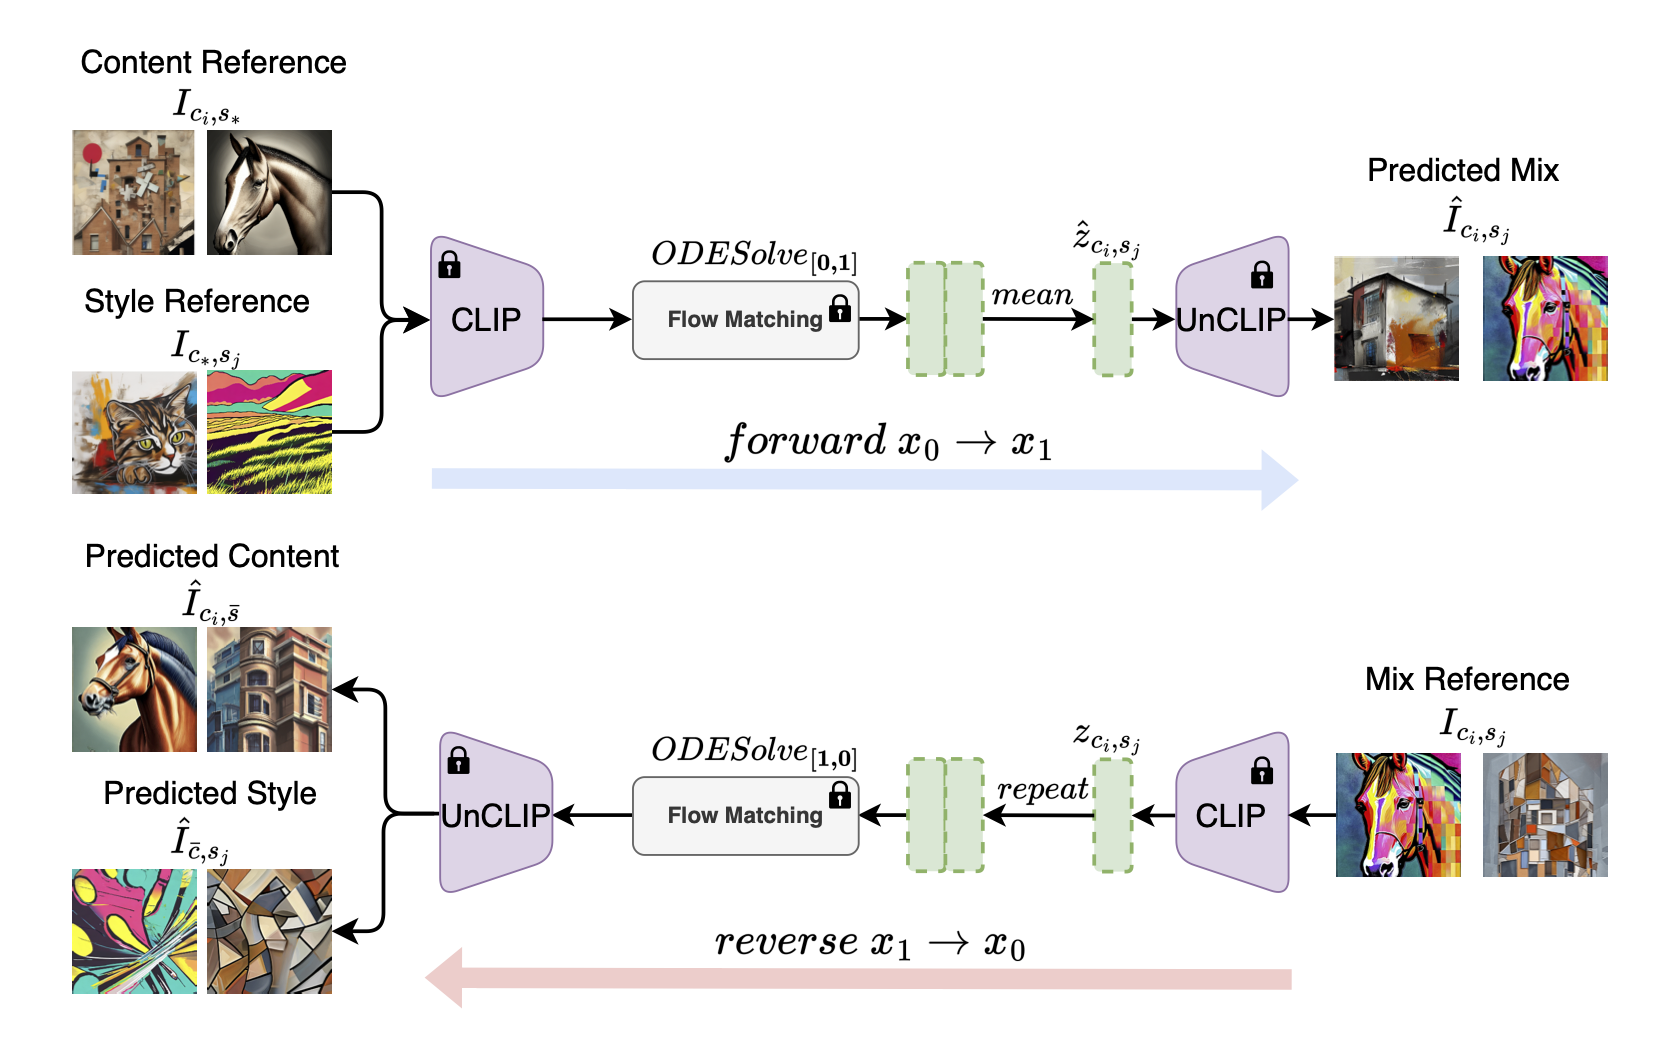 Content Reference
I_{c_i,s_*}
Style Reference
I_{c_*,s_j}
CLIP
ODESolve_{[0,1]}
Flow Matching
mean
\hat{z}_{c_i,s_j}
UnCLIP
Predicted Mix
\hat{I}_{c_i,s_j}
forward x_0 → x_1
Predicted Content
\hat{I}_{c_i,\bar{s}}
Predicted Style
\hat{I}_{\bar{c},s_j}
UnCLIP
ODESolve_{[1,0]}
Flow Matching
repeat
z_{c_i,s_j}
CLIP
Mix Reference
I_{c_i,s_j}
reverse x_1 → x_0